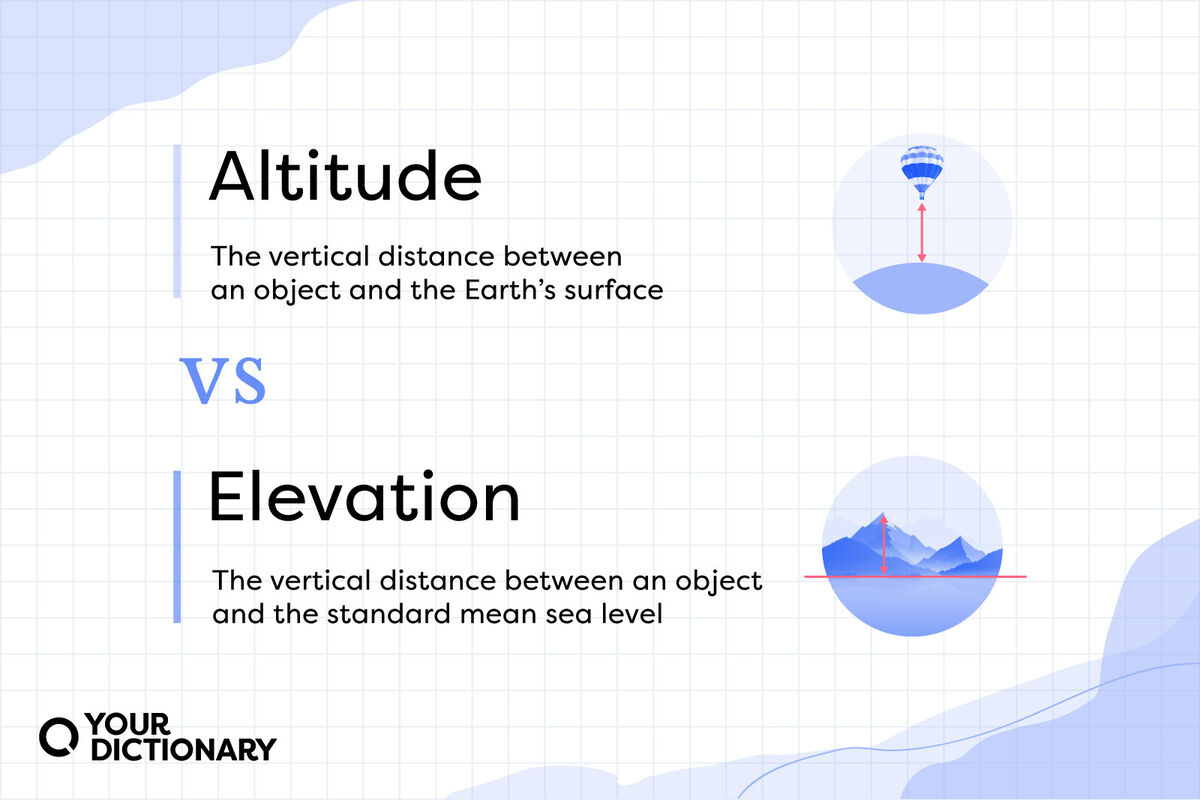 Altitude
The vertical distance between
an object and the Earth’s surface
vs
Elevation
The vertical distance between an object
and the standard mean sea level
YOUR
DICTIONARY